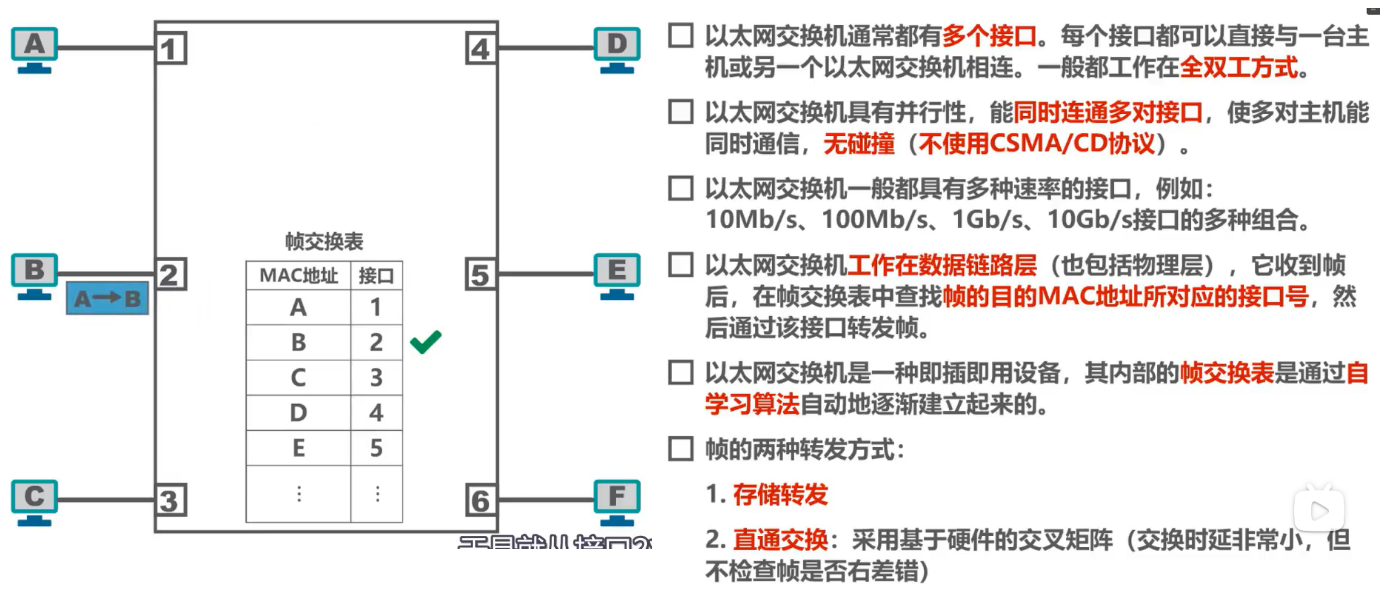 A
1
4
D
B
2
A→B
5
E
C
3
6
F
帧交换表
MAC地址 接口
A 1
B 2
C 3
D 4
E 5
⋮ ⋮
于是就从接口2
以太网交换机通常都有多个接口。每个接口都可以直接与一台主
机或另一个以太网交换机相连。一般都工作在全双工方式。
以太网交换机具有并行性，能同时连通多对接口，使多对主机能
同时通信，无碰撞（不使用CSMA/CD协议）。
以太网交换机一般都具有多种速率的接口，例如：
10Mb/s、100Mb/s、1Gb/s、10Gb/s接口的多种组合。
以太网交换机工作在数据链路层（也包括物理层），它收到帧
后，在帧交换表中查找帧的目的MAC地址所对应的接口号，然
后通过该接口转发帧。
以太网交换机是一种即插即用设备，其内部的帧交换表是通过自
学习算法自动地逐渐建立起来的。
帧的两种转发方式：
1. 存储转发
2. 直通交换：采用基于硬件的交叉矩阵（交换时延非常小，但
不检查帧是否右差错）